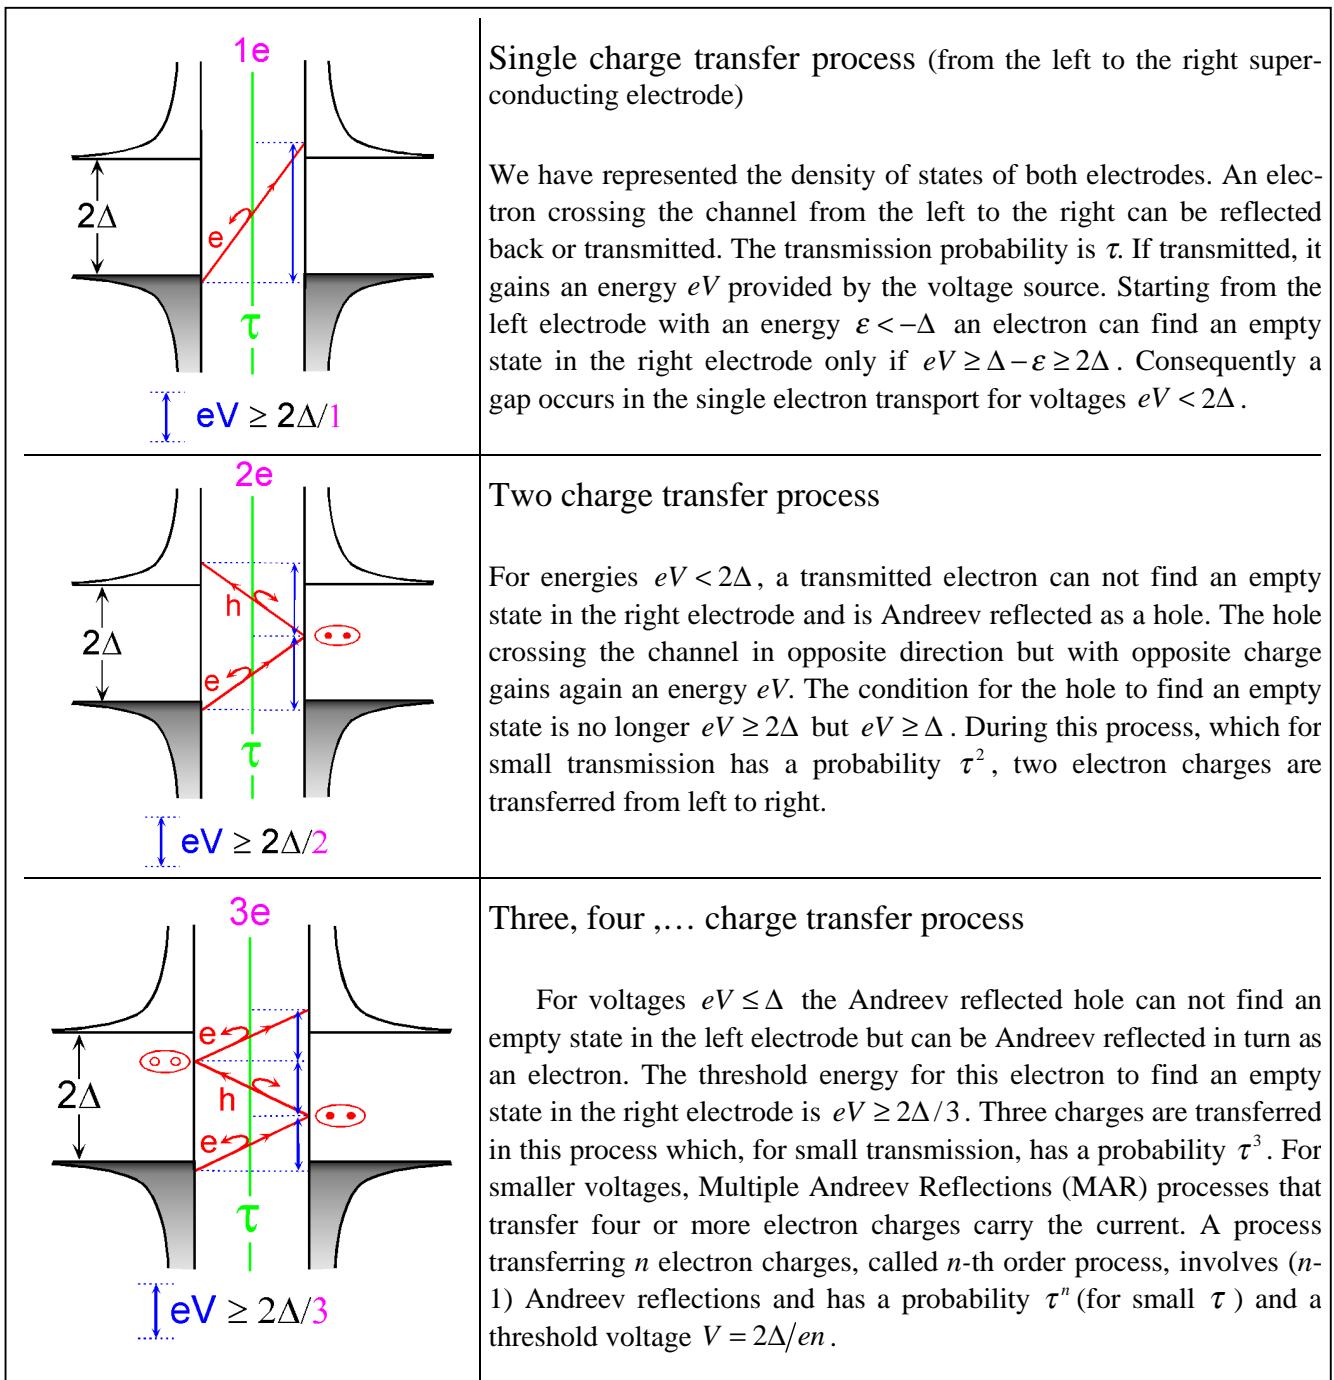 1e
2Δ
e
τ
eV ≥ 2Δ/1
Single charge transfer process (from the left to the right super-
conducting electrode)
We have represented the density of states of both electrodes. An elec-
tron crossing the channel from the left to the right can be reflected
back or transmitted. The transmission probability is τ. If transmitted, it
gains an energy eV provided by the voltage source. Starting from the
left electrode with an energy ε < −Δ an electron can find an empty
state in the right electrode only if eV ≥ Δ − ε ≥ 2Δ. Consequently a
gap occurs in the single electron transport for voltages eV < 2Δ.
2e
h
2Δ
e
τ
eV ≥ 2Δ/2
Two charge transfer process
For energies eV < 2Δ, a transmitted electron can not find an empty
state in the right electrode and is Andreev reflected as a hole. The hole
crossing the channel in opposite direction but with opposite charge
gains again an energy eV. The condition for the hole to find an empty
state is no longer eV ≥ 2Δ but eV ≥ Δ. During this process, which for
small transmission has a probability τ², two electron charges are
transferred from left to right.
3e
e
2Δ
h
e
τ
eV ≥ 2Δ/3
Three, four ,… charge transfer process
For voltages eV ≤ Δ the Andreev reflected hole can not find an
empty state in the left electrode but can be Andreev reflected in turn as
an electron. The threshold energy for this electron to find an empty
state in the right electrode is eV ≥ 2Δ/3. Three charges are transferred
in this process which, for small transmission, has a probability τ³. For
smaller voltages, Multiple Andreev Reflections (MAR) processes that
transfer four or more electron charges carry the current. A process
transferring n electron charges, called n-th order process, involves (n-
1) Andreev reflections and has a probability τⁿ (for small τ ) and a
threshold voltage V = 2Δ/en.